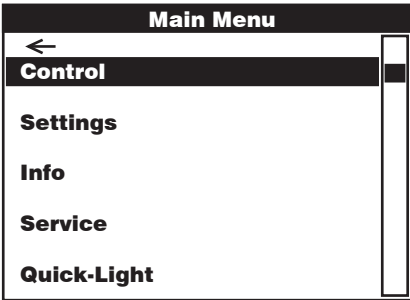 Main Menu
←
Control
Settings
Info
Service
Quick-Light